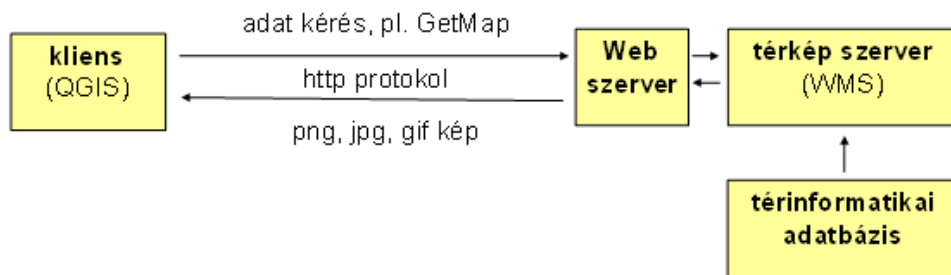 adat kérés, pl. GetMap
kliens
(QGIS)
http protokol
png, jpg, gif kép
Web
szerver
térkép szerver
(WMS)
térinformatikai
adatbázis